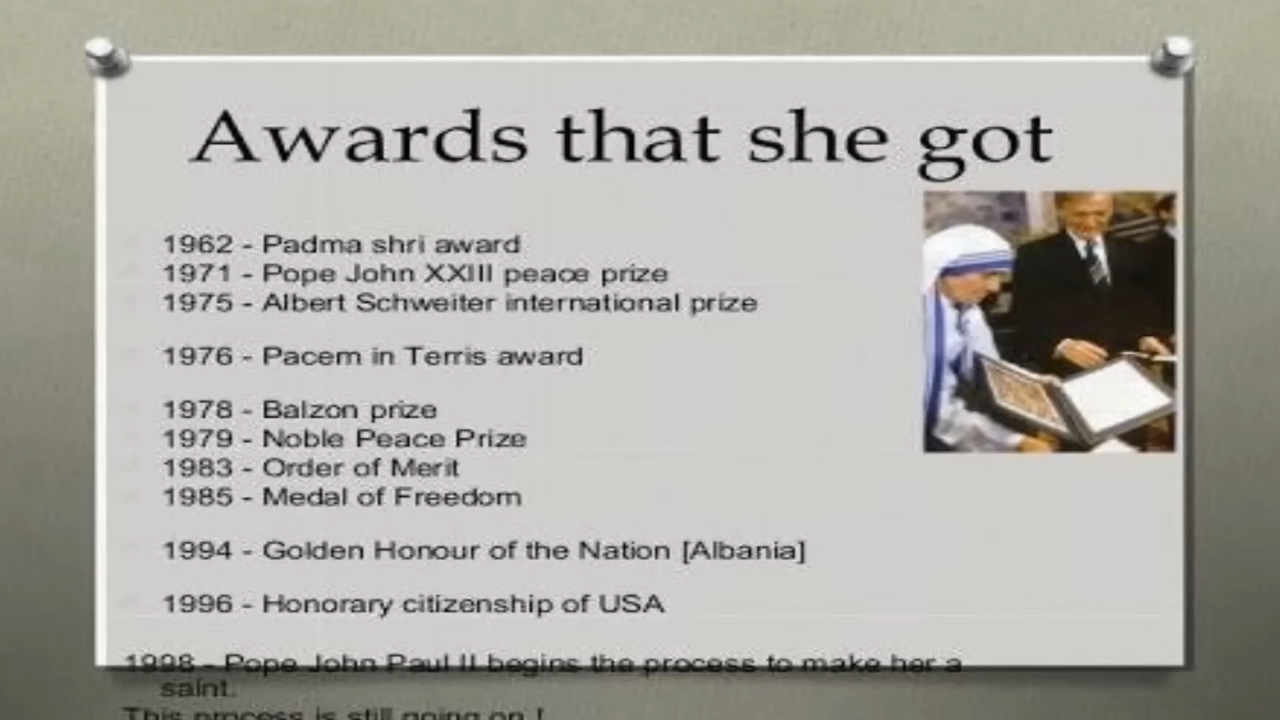 Awards that she got
1962 - Padma shri award
1971 - Pope John XXIII peace prize
1975 - Albert Schweiter international prize
1976 - Pacem in Terris award
1978 - Balzon prize
1979 - Noble Peace Prize
1983 - Order of Merit
1985 - Medal of Freedom
1994 - Golden Honour of the Nation [Albania]
1996 - Honorary citizenship of USA
1998 - Pope John Paul II begins the process to make her a
saint.
This process is still going on !